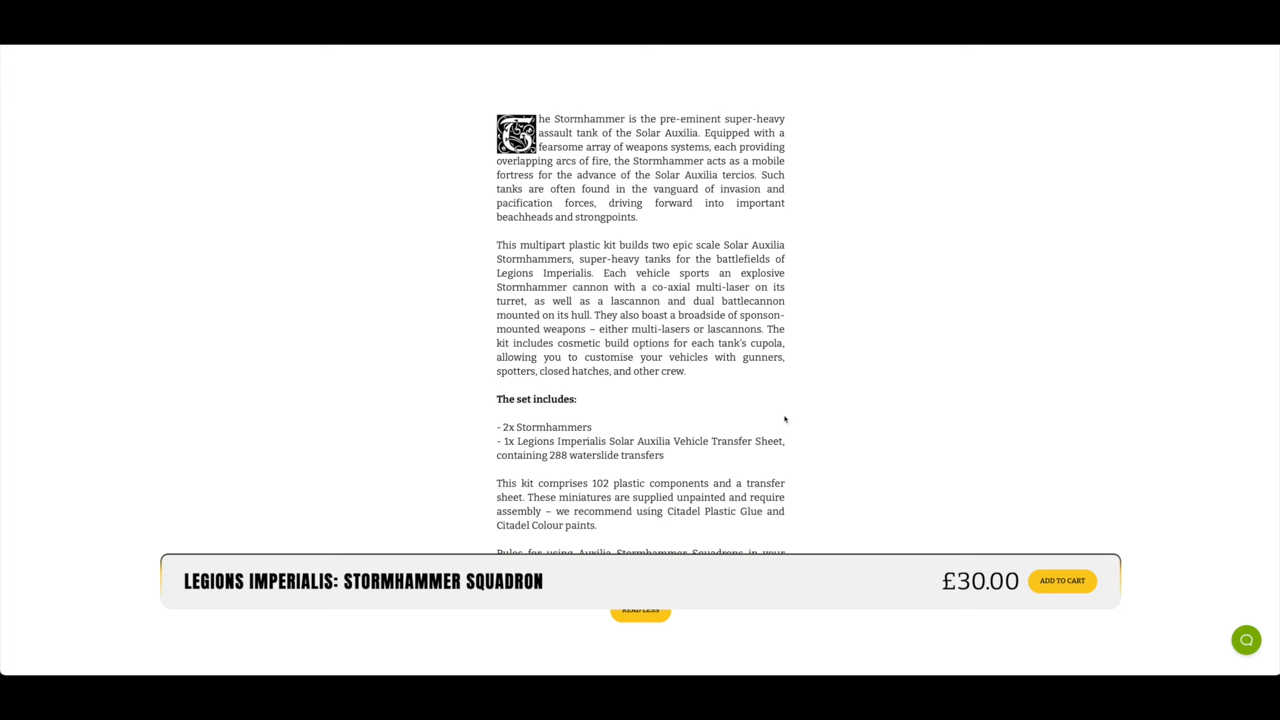 The Stormhammer is the pre-eminent super-heavy
assault tank of the Solar Auxilia. Equipped with a
fearsome array of weapons systems, each providing
overlapping arcs of fire, the Stormhammer acts as a mobile
fortress for the advance of the Solar Auxilia tercios. Such
tanks are often found in the vanguard of invasion and
pacification forces, driving forward into important
beachheads and strongpoints.
This multipart plastic kit builds two epic scale Solar Auxilia
Stormhammers, super-heavy tanks for the battlefields of
Legions Imperialis. Each vehicle sports an explosive
Stormhammer cannon with a co-axial multi-laser on its
turret, as well as a lascannon and dual battlecannon
mounted on its hull. They also boast a broadside of sponson-
mounted weapons – either multi-lasers or lascannons. The
kit includes cosmetic build options for each tank's cupola,
allowing you to customise your vehicles with gunners,
spotters, closed hatches, and other crew.
The set includes:
- 2x Stormhammers
- 1x Legions Imperialis Solar Auxilia Vehicle Transfer Sheet,
containing 288 waterslide transfers
This kit comprises 102 plastic components and a transfer
sheet. These miniatures are supplied unpainted and require
assembly – we recommend using Citadel Plastic Glue and
Citadel Colour paints.
Rules for using Auxilia Stormhammer Squadrons in your
LEGIONS IMPERIALIS: STORMHAMMER SQUADRON
£30.00
ADD TO CART
READ LESS